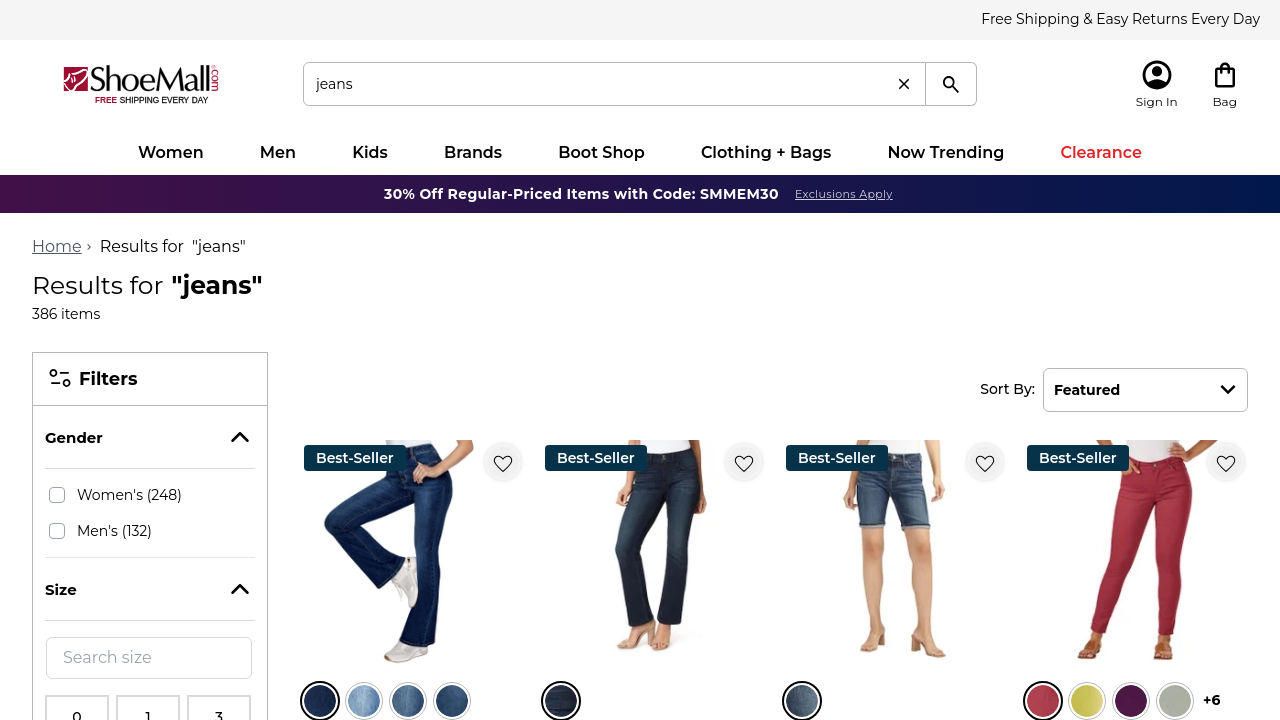 Free Shipping & Easy Returns Every Day
ShoeMall.com
FREE SHIPPING EVERY DAY
jeans
Sign In
Bag
Women
Men
Kids
Brands
Boot Shop
Clothing + Bags
Now Trending
Clearance
30% Off Regular-Priced Items with Code: SMMEM30 Exclusions Apply
Home › Results for "jeans"
Results for "jeans"
386 items
Filters
Gender
Women's (248)
Men's (132)
Size
Search size
0
1
3
Sort By: Featured
Best-Seller
Best-Seller
Best-Seller
Best-Seller
+6